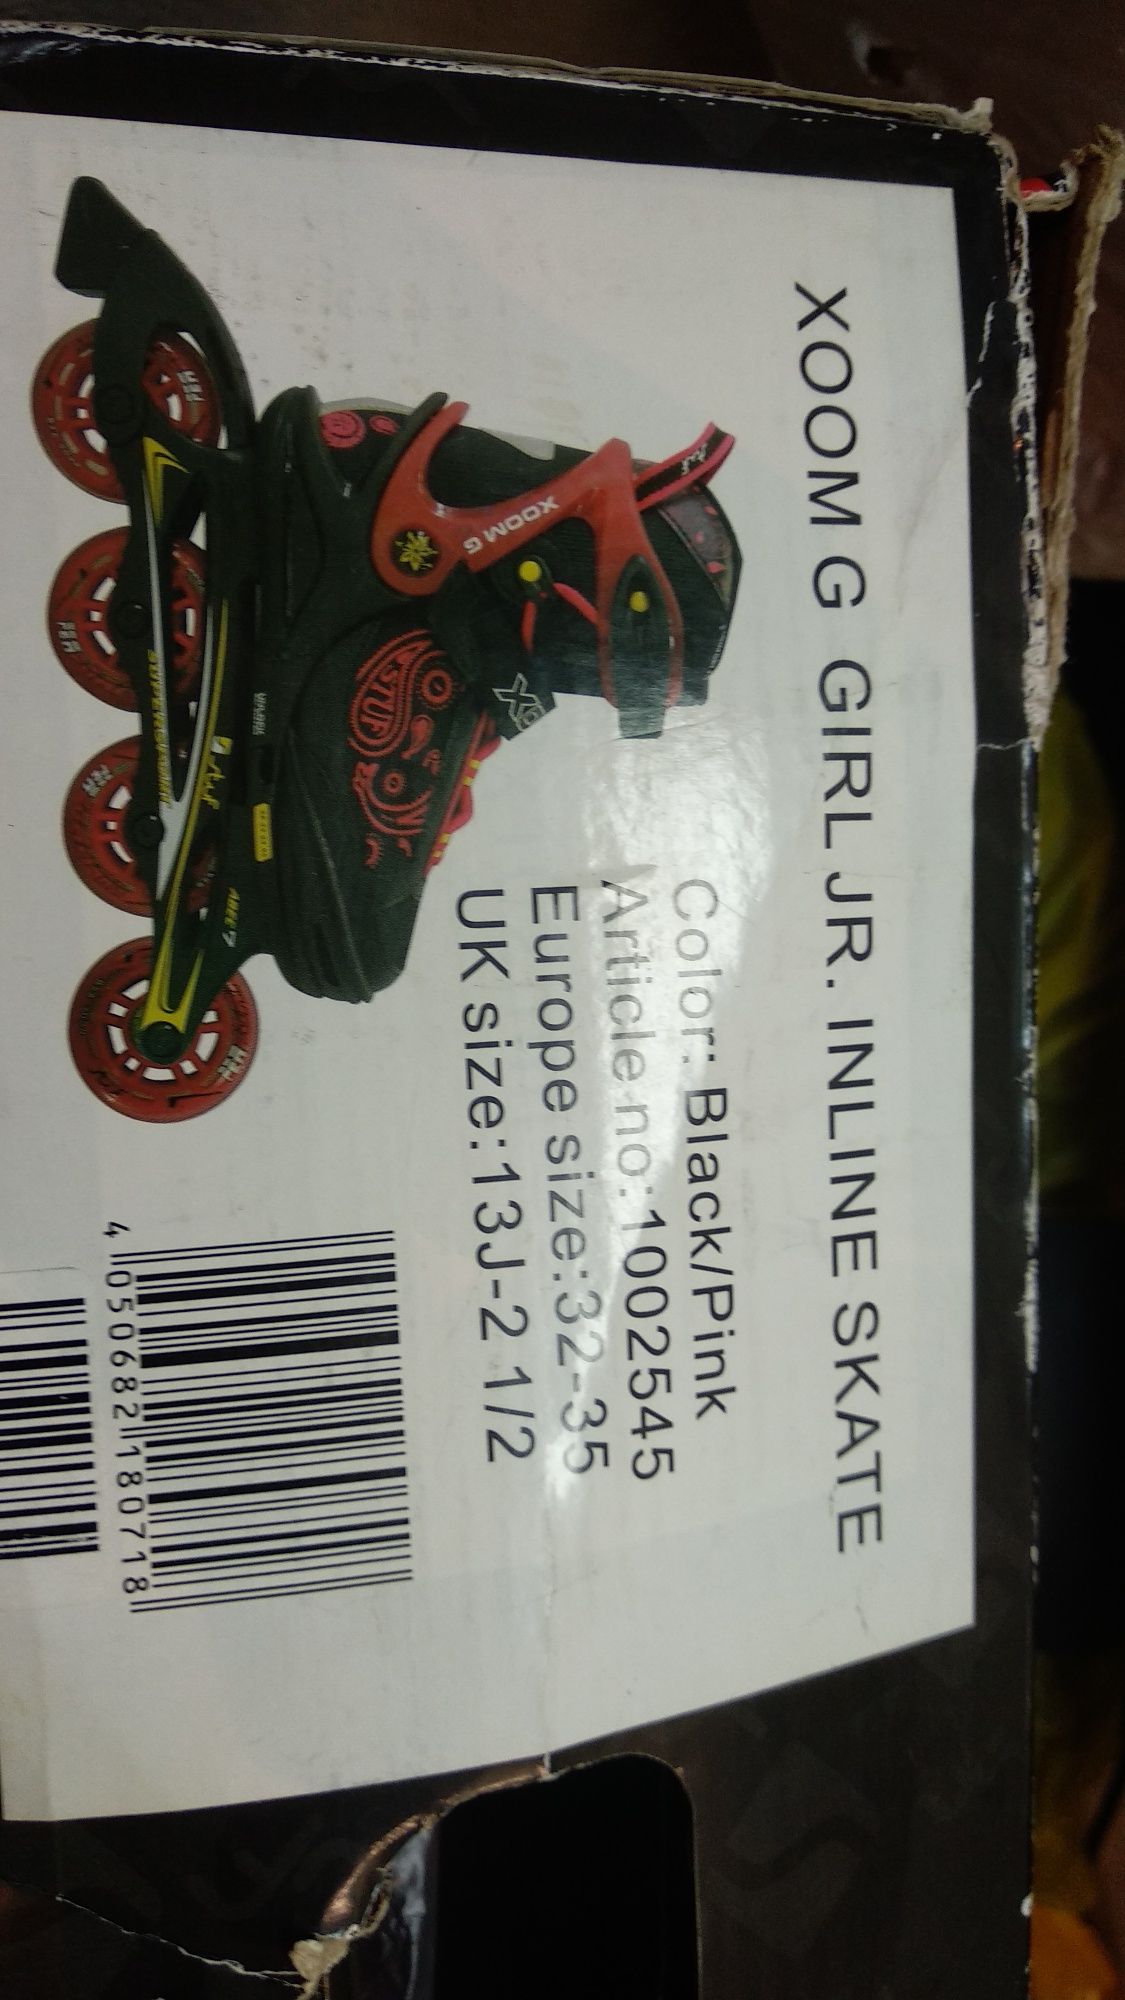 XOOM G GIRL JR. INLINE SKATE
Color: Black/Pink
Article no:1002545
Europe size:32-35
UK size:13J-2 1/2
XOOM G
STUF
4 050682 180718